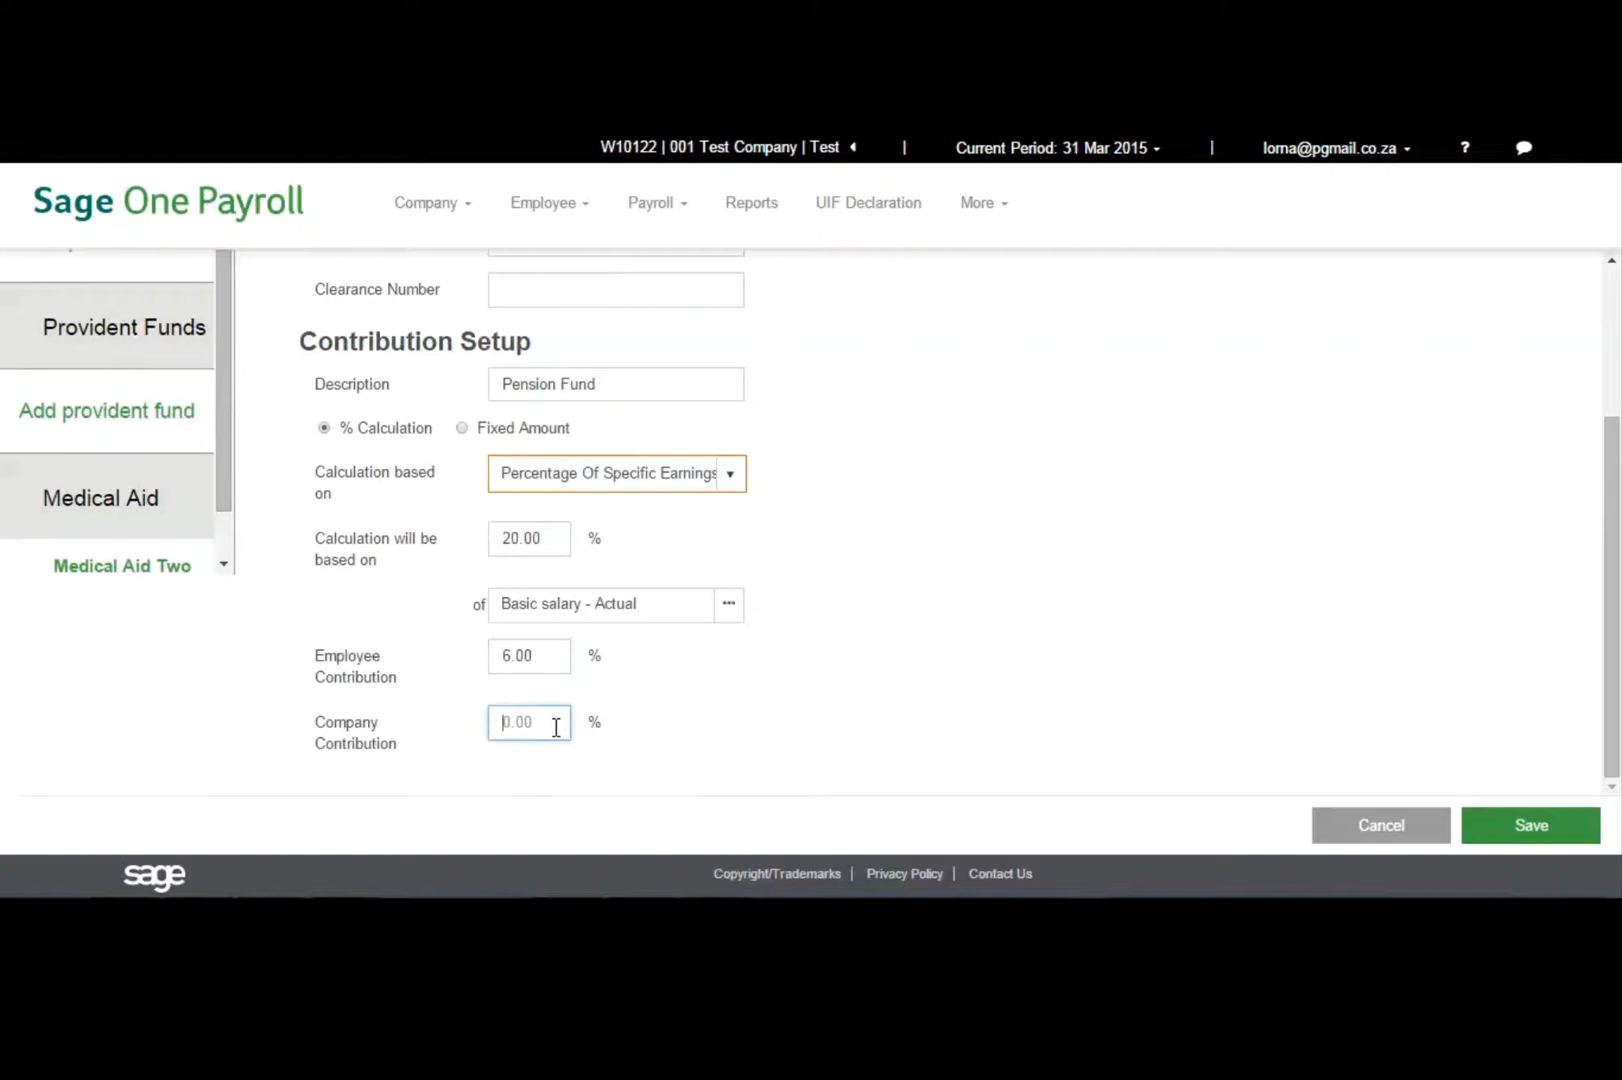 W10122 | 001 Test Company | Test
|
Current Period: 31 Mar 2015
|
lorna@pgmail.co.za
?
Sage One Payroll
Company
Employee
Payroll
Reports
UIF Declaration
More
Provident Funds
Add provident fund
Medical Aid
Medical Aid Two
Clearance Number
Contribution Setup
Description
Pension Fund
% Calculation
Fixed Amount
Calculation based
on
Percentage Of Specific Earnings
Calculation will be
based on
20.00
%
of
Basic salary - Actual
...
Employee
Contribution
6.00
%
Company
Contribution
0.00
%
Cancel
Save
sage
Copyright/Trademarks | Privacy Policy | Contact Us